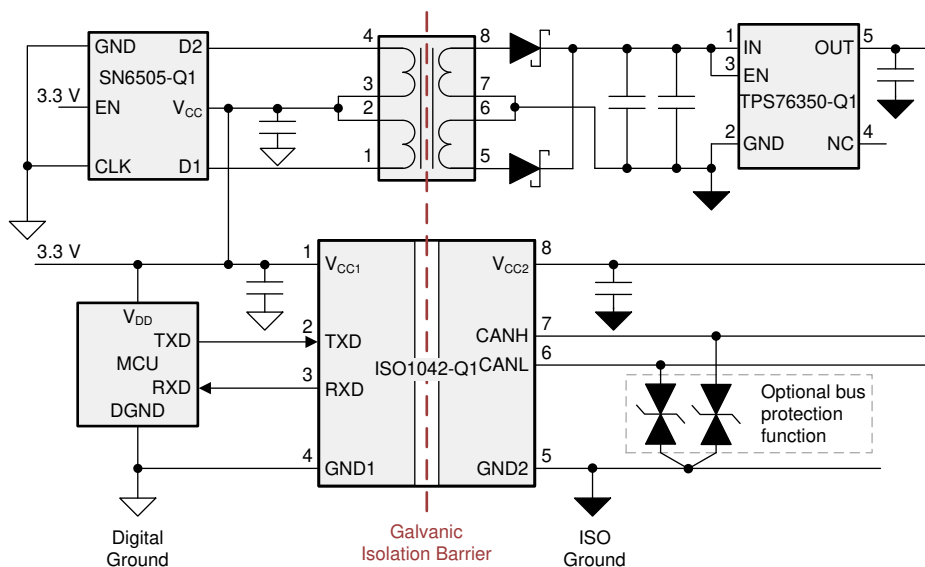 GND
D2
SN6505-Q1
3.3 V
EN
VCC
CLK
D1
4
3
2
1
8
7
6
5
1
IN
OUT
5
3
EN
TPS76350-Q1
2
GND
NC
4
3.3 V
1
VCC1
VCC2
8
VDD
TXD
MCU
RXD
DGND
2
TXD
3
RXD
ISO1042-Q1
CANH
7
CANL
6
Optional bus
protection
function
4
GND1
GND2
5
Digital
Ground
Galvanic
Isolation Barrier
ISO
Ground